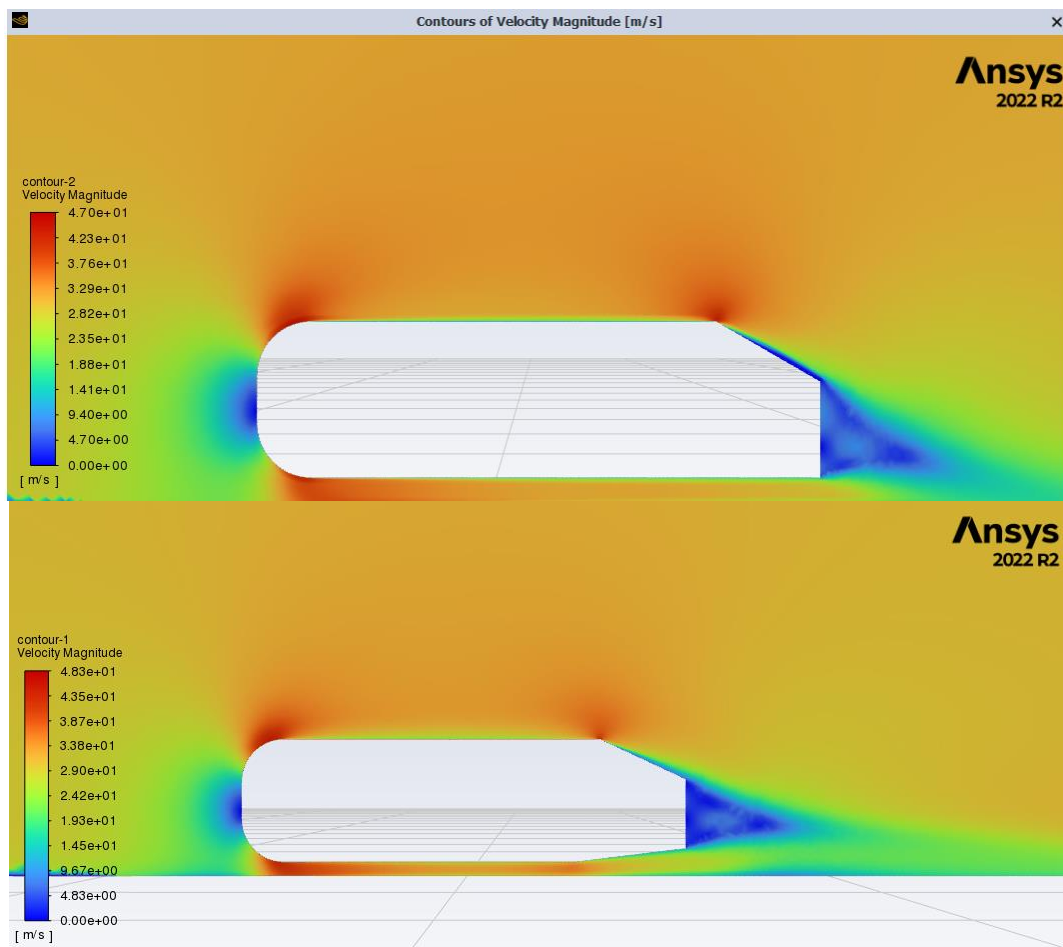 Contours of Velocity Magnitude [m/s]
Ansys
2022 R2
contour-2
Velocity Magnitude
4.70e+01
4.23e+01
3.76e+01
3.29e+01
2.82e+01
2.35e+01
1.88e+01
1.41e+01
9.40e+00
4.70e+00
0.00e+00
[ m/s ]
Ansys
2022 R2
contour-1
Velocity Magnitude
4.83e+01
4.35e+01
3.87e+01
3.38e+01
2.90e+01
2.42e+01
1.93e+01
1.45e+01
9.67e+00
4.83e+00
0.00e+00
[ m/s ]